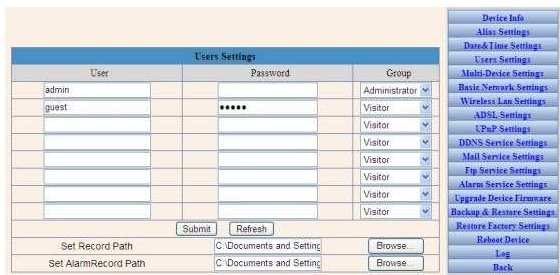 Users Settings
User Password Group
admin Administrator
guest ••••• Visitor
Visitor
Visitor
Visitor
Visitor
Visitor
Visitor
Submit Refresh
Set Record Path C:\Documents and Setting Browse...
Set AlarmRecord Path C:\Documents and Setting Browse...
Device Info
Alias Settings
Date&Time Settings
Users Settings
Multi-Device Settings
Basic Network Settings
Wireless Lan Settings
ADSL Settings
UPnP Settings
DDNS Service Settings
Mail Service Settings
Ftp Service Settings
Alarm Service Settings
Upgrade Device Firmware
Backup & Restore Settings
Restore Factory Settings
Reboot Device
Log
Back